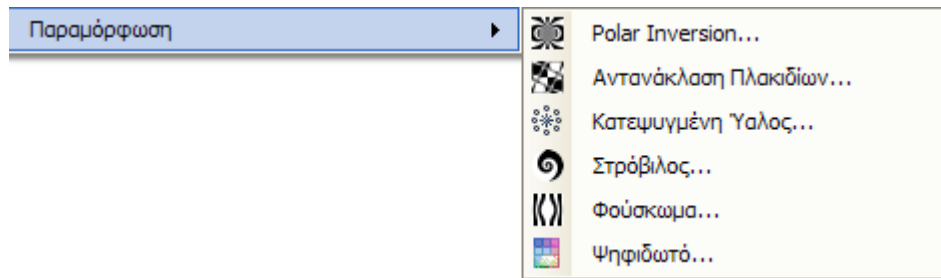 Παραμόρφωση
Polar Inversion...
Αντανάκλαση Πλακιδίων...
Κατεψυγμένη Ύαλος...
Στρόβιλος...
Φούσκωμα...
Ψηφιδωτό...